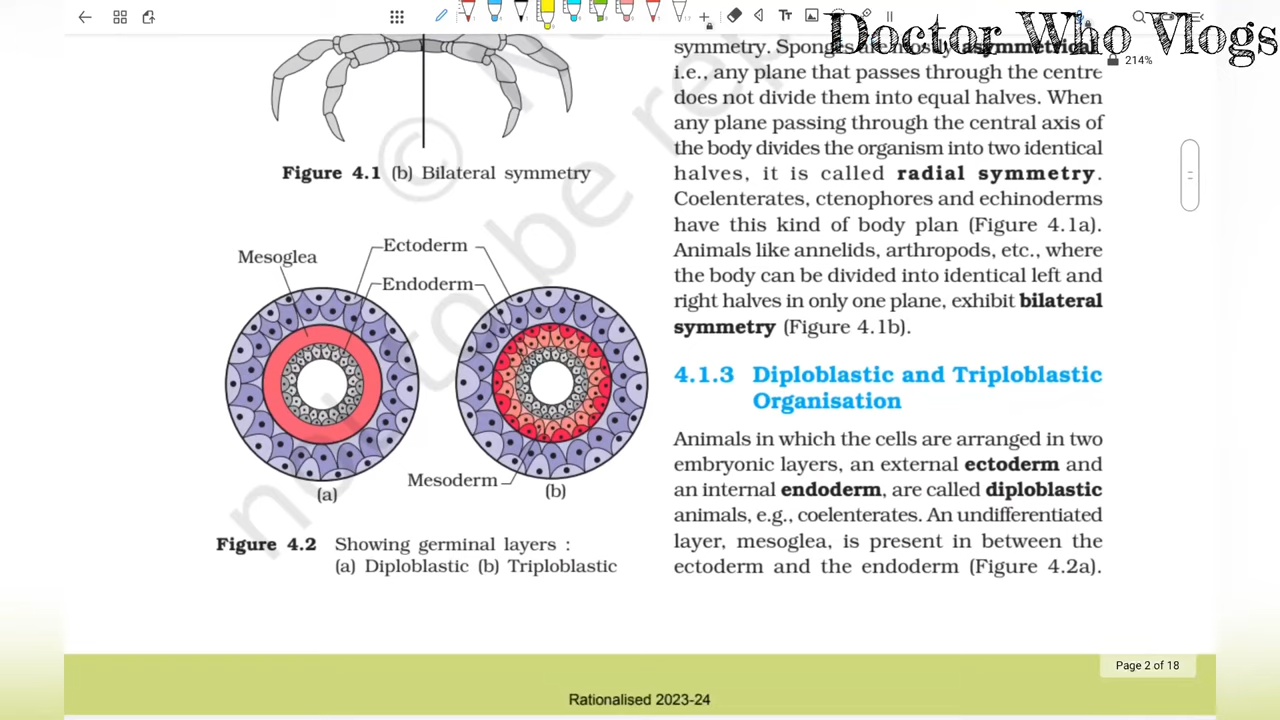 Doctor Who Vlogs
214%
Figure 4.1 (b) Bilateral symmetry
Mesoglea
Ectoderm
Endoderm
Mesoderm
(a)
(b)
Figure 4.2 Showing germinal layers :
(a) Diploblastic (b) Triploblastic
symmetry. Sponges are mostly asymmetrical,
i.e., any plane that passes through the centre
does not divide them into equal halves. When
any plane passing through the central axis of
the body divides the organism into two identical
halves, it is called radial symmetry.
Coelenterates, ctenophores and echinoderms
have this kind of body plan (Figure 4.1a).
Animals like annelids, arthropods, etc., where
the body can be divided into identical left and
right halves in only one plane, exhibit bilateral
symmetry (Figure 4.1b).
4.1.3 Diploblastic and Triploblastic
Organisation
Animals in which the cells are arranged in two
embryonic layers, an external ectoderm and
an internal endoderm, are called diploblastic
animals, e.g., coelenterates. An undifferentiated
layer, mesoglea, is present in between the
ectoderm and the endoderm (Figure 4.2a).
Page 2 of 18
Rationalised 2023-24
© 
not to be rep